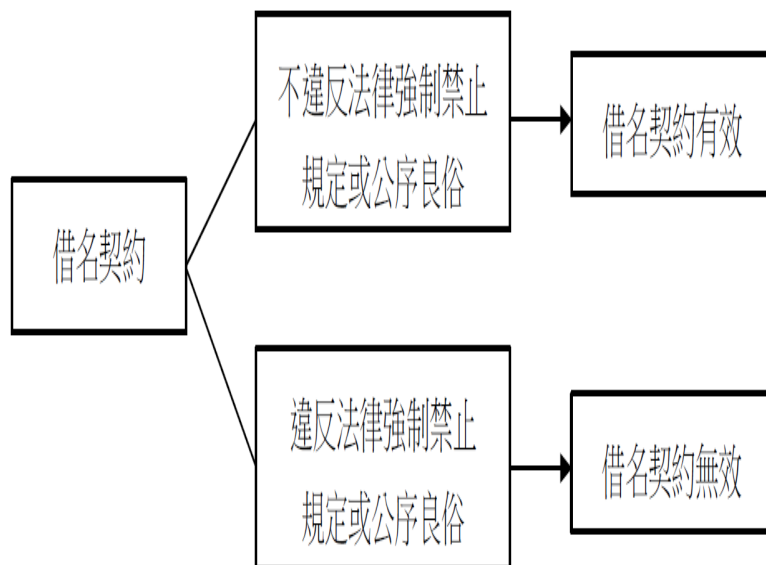 借名契約
不違反法律強制禁止
規定或公序良俗
借名契約有效
違反法律強制禁止
規定或公序良俗
借名契約無效